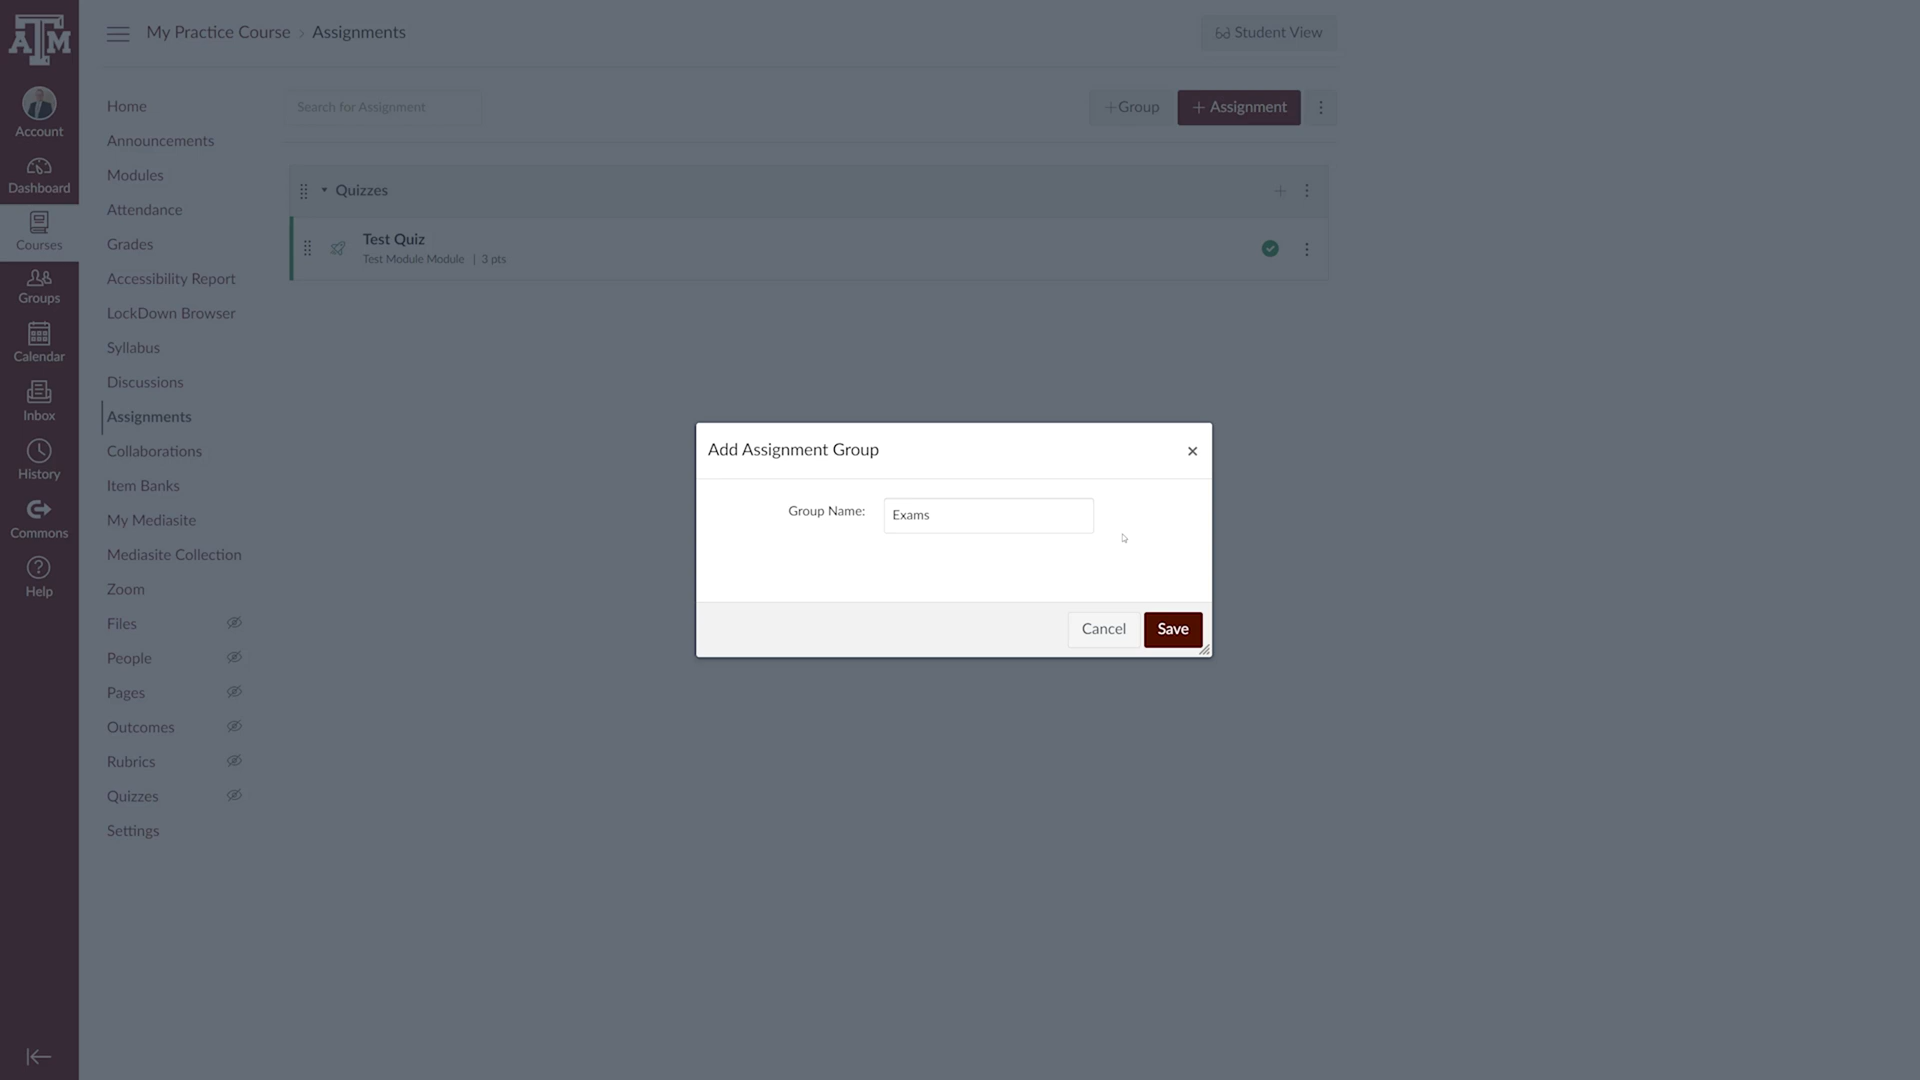 ATM
My Practice Course › Assignments
Student View
Account
Dashboard
Courses
Groups
Calendar
Inbox
History
Commons
Help
Home
Announcements
Modules
Attendance
Grades
Accessibility Report
LockDown Browser
Syllabus
Discussions
Assignments
Collaborations
Item Banks
My Mediasite
Mediasite Collection
Zoom
Files
People
Pages
Outcomes
Rubrics
Quizzes
Settings
Search for Assignment
+Group
+ Assignment
Quizzes
Test Quiz
Test Module Module | 3 pts
Add Assignment Group
Group Name:
Exams
Cancel
Save